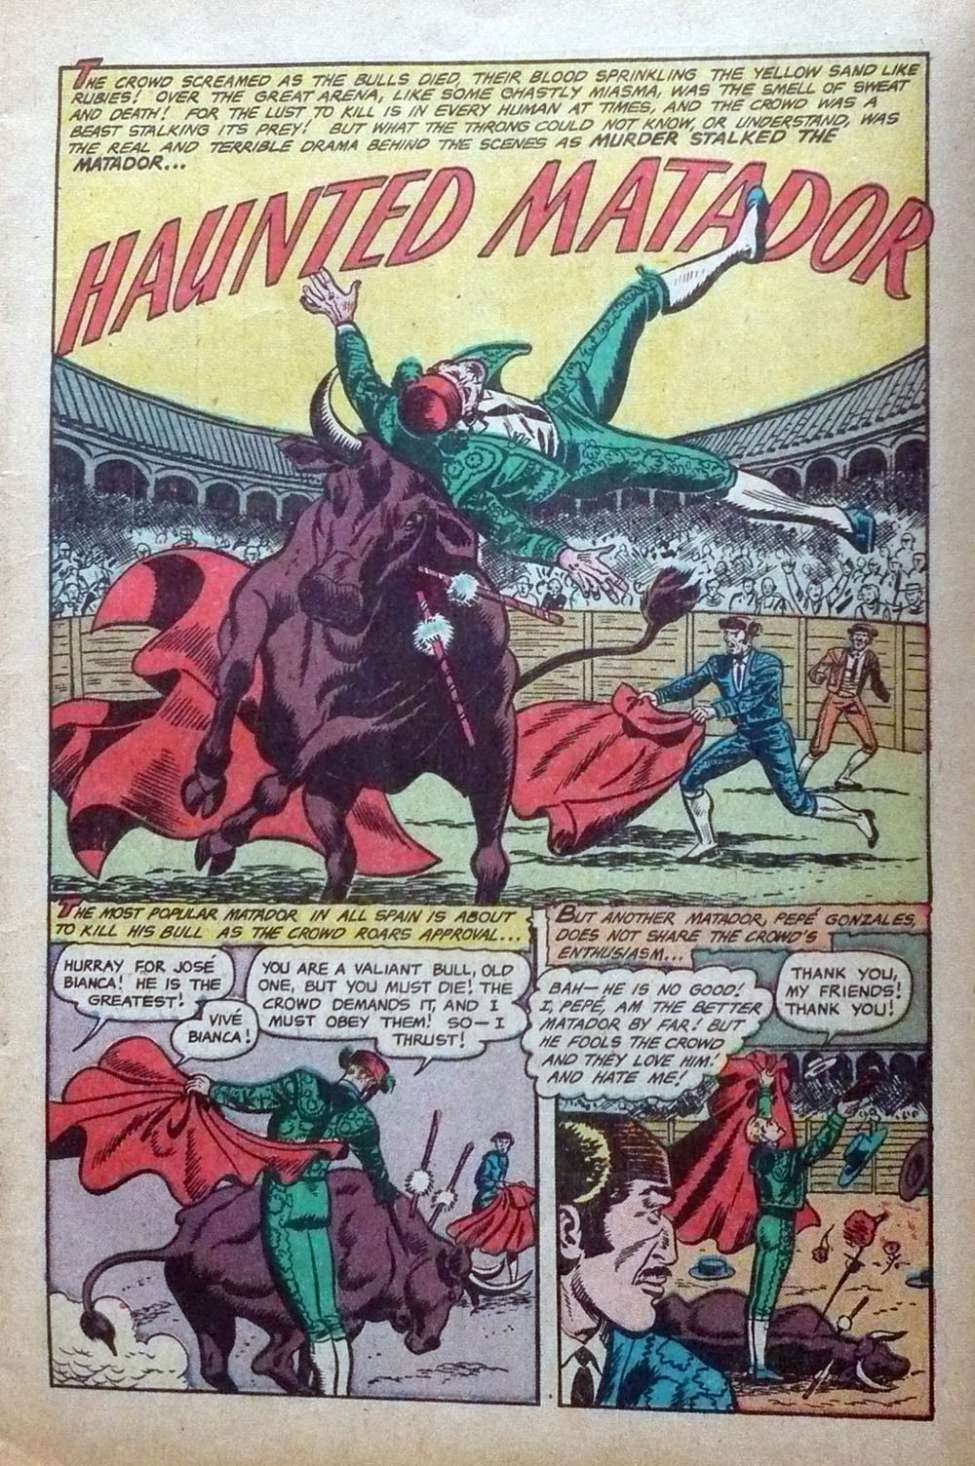 THE CROWD SCREAMED AS THE BULLS DIED, THEIR BLOOD SPRINKLING THE YELLOW SAND LIKE
RUBIES! OVER THE GREAT ARENA, LIKE SOME GHASTLY MIASMA, WAS THE SMELL OF SWEAT
AND DEATH! FOR THE LUST TO KILL IS IN EVERY HUMAN AT TIMES, AND THE CROWD WAS A
BEAST STALKING ITS PREY! BUT WHAT THE THRONG COULD NOT KNOW, OR UNDERSTAND, WAS
THE REAL AND TERRIBLE DRAMA BEHIND THE SCENES AS MURDER STALKED THE
MATADOR...
HAUNTED MATADOR
THE MOST POPULAR MATADOR IN ALL SPAIN IS ABOUT
TO KILL HIS BULL AS THE CROWD ROARS APPROVAL...
HURRAY FOR JOSÉ
BIANCA! HE IS THE
GREATEST!
VIVÉ
BIANCA!
YOU ARE A VALIANT BULL, OLD
ONE, BUT YOU MUST DIE! THE
CROWD DEMANDS IT, AND I
MUST OBEY THEM! SO-I
THRUST!
BUT ANOTHER MATADOR, PEPÉ GONZALES,
DOES NOT SHARE THE CROWD'S
ENTHUSIASM...
BAH-HE IS NO GOOD!
I, PEPÉ, AM THE BETTER
MATADOR BY FAR! BUT
HE FOOLS THE CROWD
AND THEY LOVE HIM!
AND HATE ME!
THANK YOU,
MY FRIENDS!
THANK YOU!